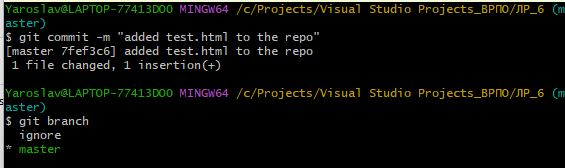 Yaroslav@LAPTOP-77413DOO MINGW64 /c/Projects/Visual Studio Projects_ВРПО/ЛР_6 (m
aster)
$ git commit -m "added test.html to the repo"
[master 7fef3c6] added test.html to the repo
 1 file changed, 1 insertion(+)

Yaroslav@LAPTOP-77413DOO MINGW64 /c/Projects/Visual Studio Projects_ВРПО/ЛР_6 (m
aster)
$ git branch
  ignore
* master